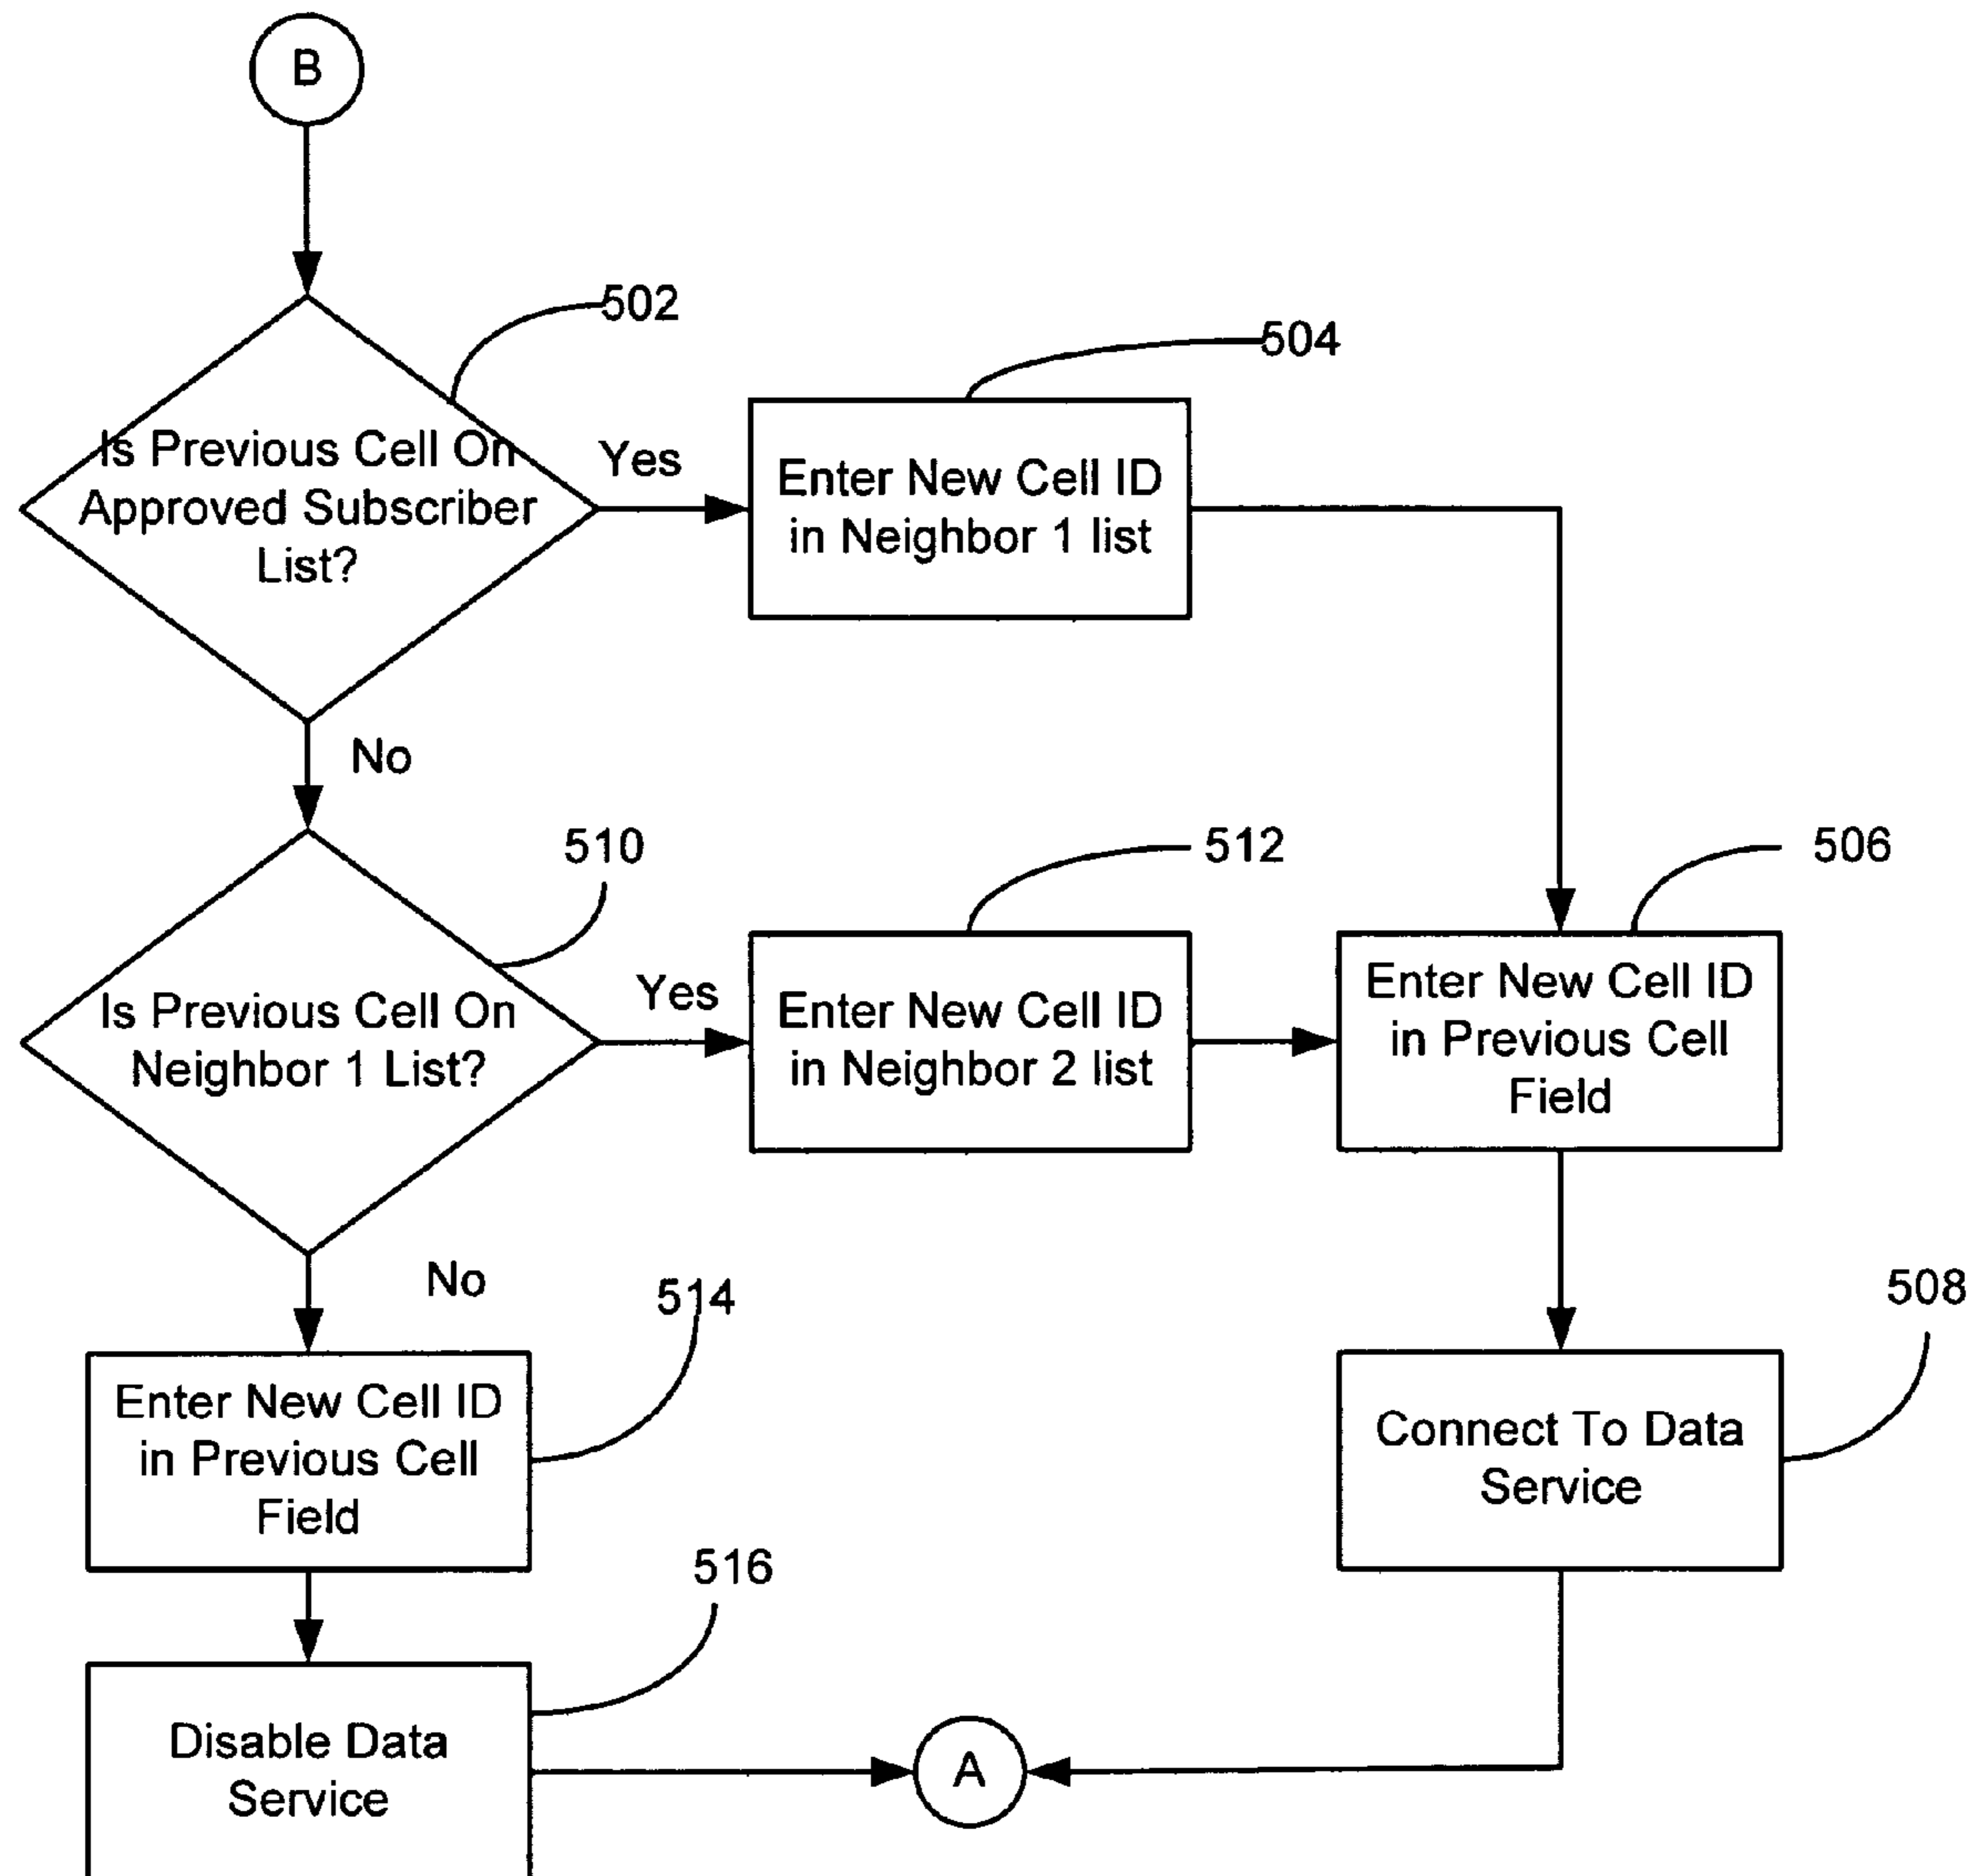 B
502
504
Is Previous Cell On
Approved Subscriber
List?
Yes
Enter New Cell ID
in Neighbor 1 list
No
510
512
506
Is Previous Cell On
Neighbor 1 List?
Yes
Enter New Cell ID
in Neighbor 2 list
Enter New Cell ID
in Previous Cell
Field
No
514
508
Enter New Cell ID
in Previous Cell
Field
Connect To Data
Service
516
Disable Data
Service
A